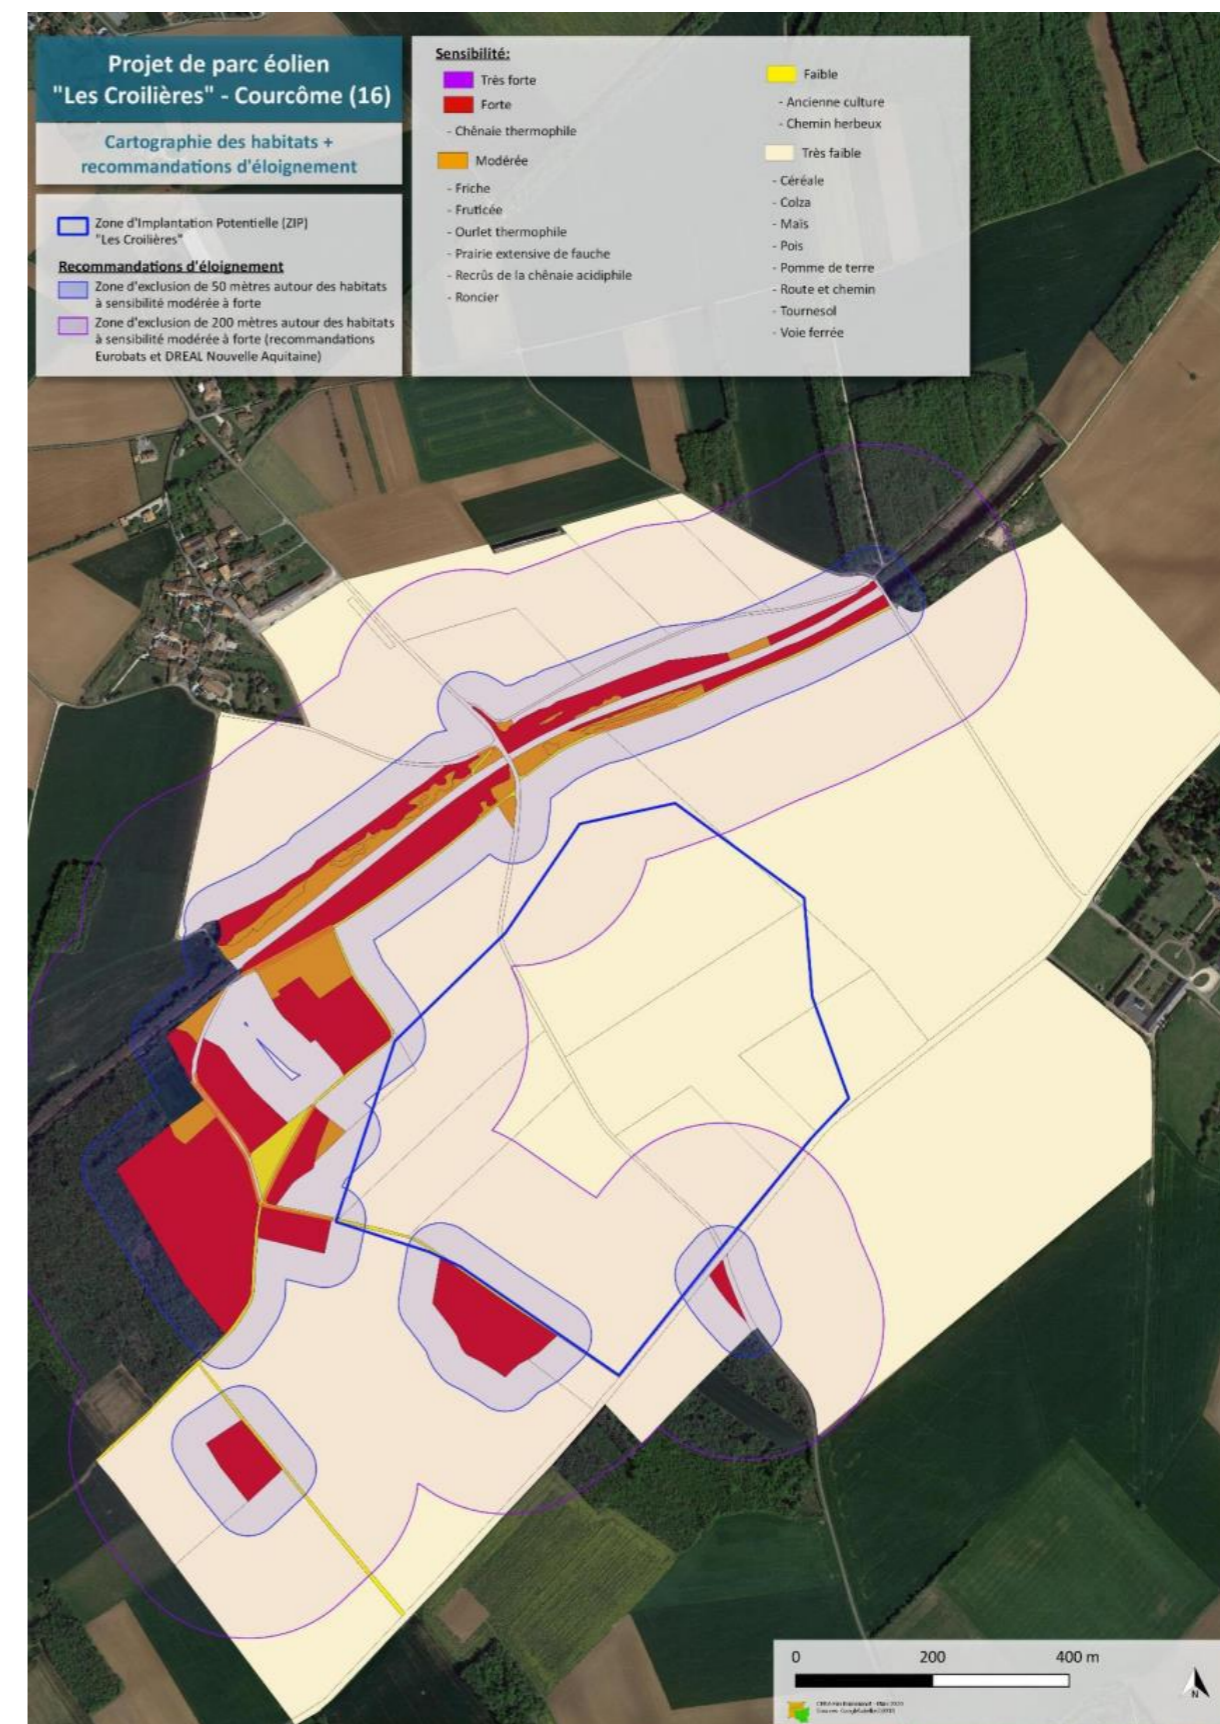 Projet de parc éolien
"Les Croilières" - Courcôme (16)
Cartographie des habitats +
recommandations d'éloignement
Zone d'Implantation Potentielle (ZIP)
"Les Croilières"
Recommandations d'éloignement
Zone d'exclusion de 50 mètres autour des habitats
à sensibilité modérée à forte
Zone d'exclusion de 200 mètres autour des habitats
à sensibilité modérée à forte (recommandations
Eurobats et DREAL Nouvelle Aquitaine)
Sensibilité:
Très forte
Forte
- Chênaie thermophile
Modérée
- Friche
- Fruticée
- Ourlet thermophile
- Prairie extensive de fauche
- Recrûs de la chênaie acidiphile
- Roncier
Faible
- Ancienne culture
- Chemin herbeux
Très faible
- Céréale
- Colza
- Maïs
- Pois
- Pomme de terre
- Route et chemin
- Tournesol
- Voie ferrée
0 200 400 m
N